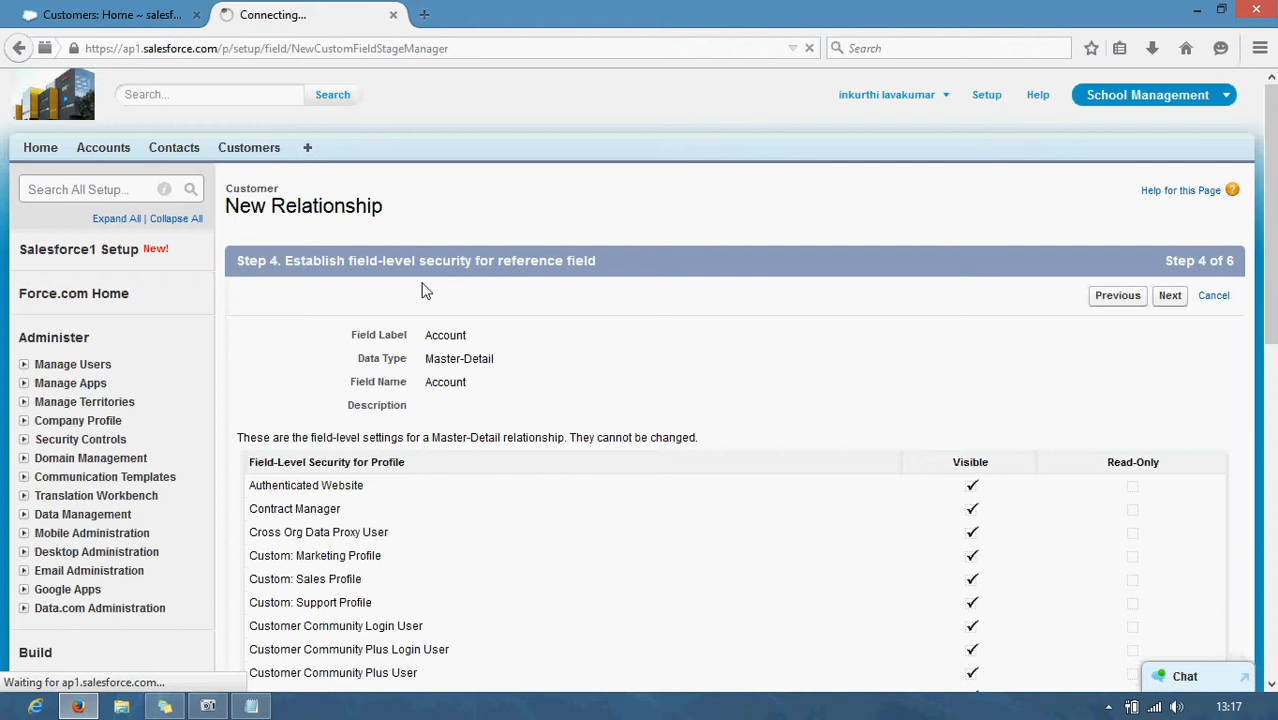 Customers: Home ~ salesf...
Connecting...
https://ap1.salesforce.com/p/setup/field/NewCustomFieldStageManager
Search
Search...
Search
inkurthi lavakumar
Setup
Help
School Management
Home
Accounts
Contacts
Customers
Search All Setup...
Expand All | Collapse All
Salesforce1 Setup New!
Force.com Home
Administer
Manage Users
Manage Apps
Manage Territories
Company Profile
Security Controls
Domain Management
Communication Templates
Translation Workbench
Data Management
Mobile Administration
Desktop Administration
Email Administration
Google Apps
Data.com Administration
Build
Customer
New Relationship
Help for this Page
Step 4. Establish field-level security for reference field
Step 4 of 6
Previous
Next
Cancel
Field Label Account
Data Type Master-Detail
Field Name Account
Description
These are the field-level settings for a Master-Detail relationship. They cannot be changed.
Field-Level Security for Profile Visible Read-Only
Authenticated Website
Contract Manager
Cross Org Data Proxy User
Custom: Marketing Profile
Custom: Sales Profile
Custom: Support Profile
Customer Community Login User
Customer Community Plus Login User
Customer Community Plus User
Chat
Waiting for ap1.salesforce.com...
13:17